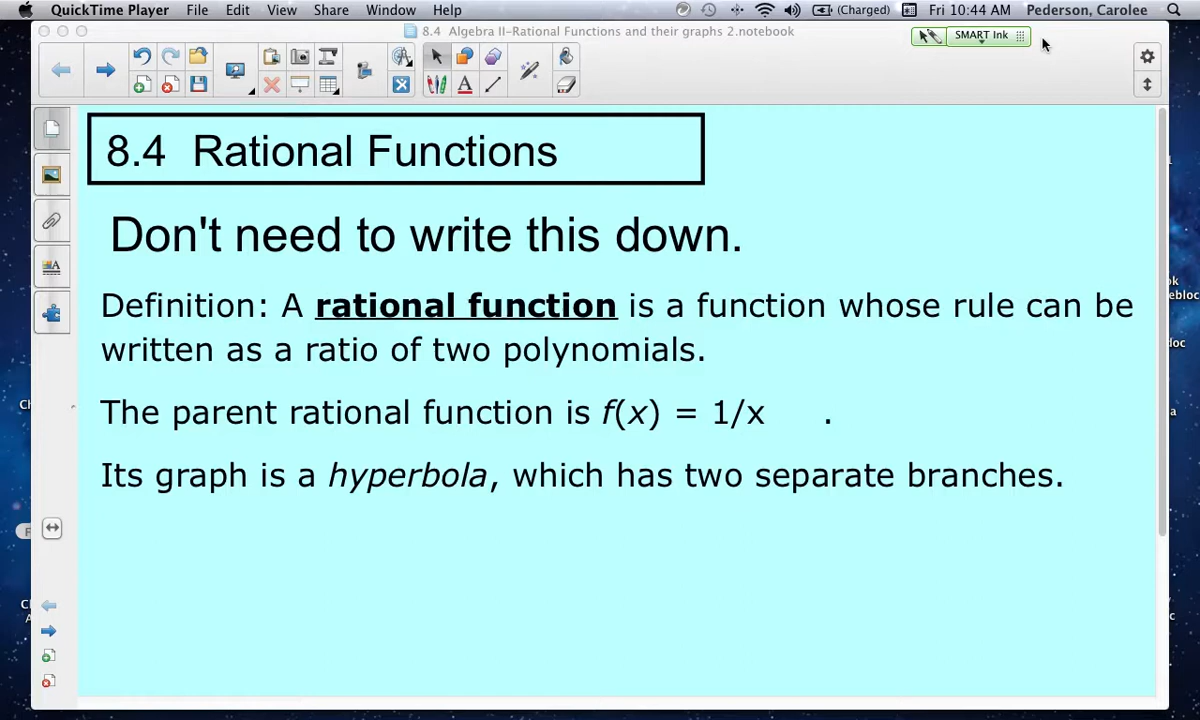 QuickTime Player File Edit View Share Window Help (Charged) Fri 10:44 AM Pederson, Carolee
8.4 Algebra II–Rational Functions and their graphs 2.notebook
SMART Ink
8.4 Rational Functions
Don't need to write this down.
Definition: A rational function is a function whose rule can be
written as a ratio of two polynomials.
The parent rational function is f(x) = 1/x .
Its graph is a hyperbola, which has two separate branches.